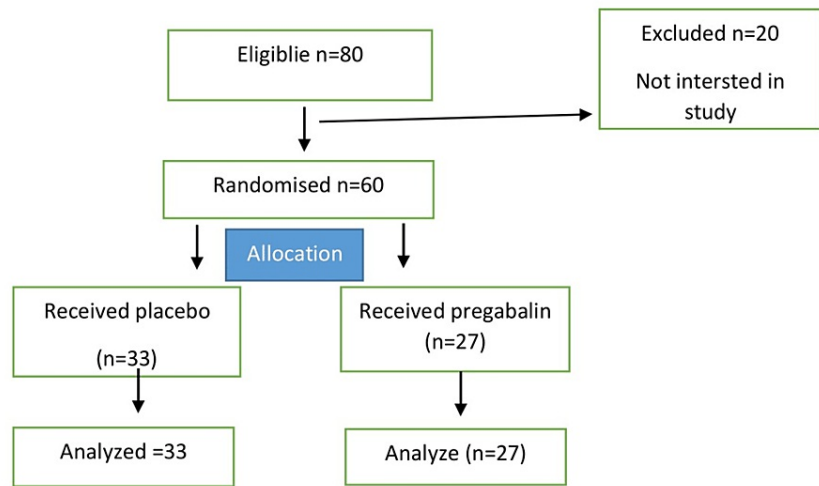 Eligiblie n=80
Excluded n=20
Not intersted in
study
Randomised n=60
Allocation
Received placebo
(n=33)
Received pregabalin
(n=27)
Analyzed =33
Analyze (n=27)